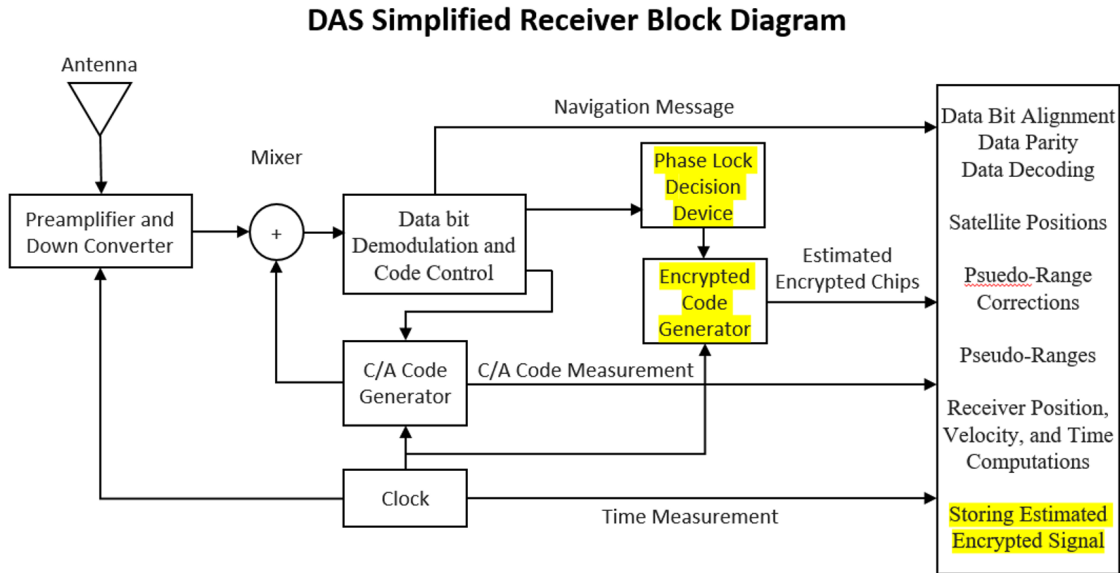 DAS Simplified Receiver Block Diagram
Antenna
Navigation Message
Mixer
Preamplifier and
Down Converter
+
Data bit
Demodulation and
Code Control
Phase Lock
Decision
Device
Encrypted
Code
Generator
Estimated
Encrypted Chips
C/A Code
Generator
C/A Code Measurement
Clock
Time Measurement
Data Bit Alignment
Data Parity
Data Decoding
Satellite Positions
Psuedo-Range
Corrections
Pseudo-Ranges
Receiver Position,
Velocity, and Time
Computations
Storing Estimated
Encrypted Signal